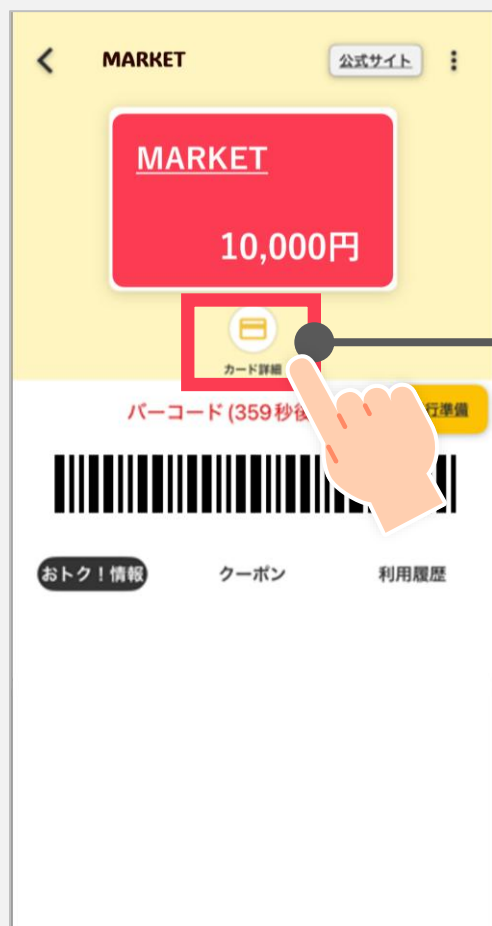 MARKET
公式サイト
MARKET
10,000円
カード詳細
バーコード (359秒後
行準備
おトク！情報
クーポン
利用履歴